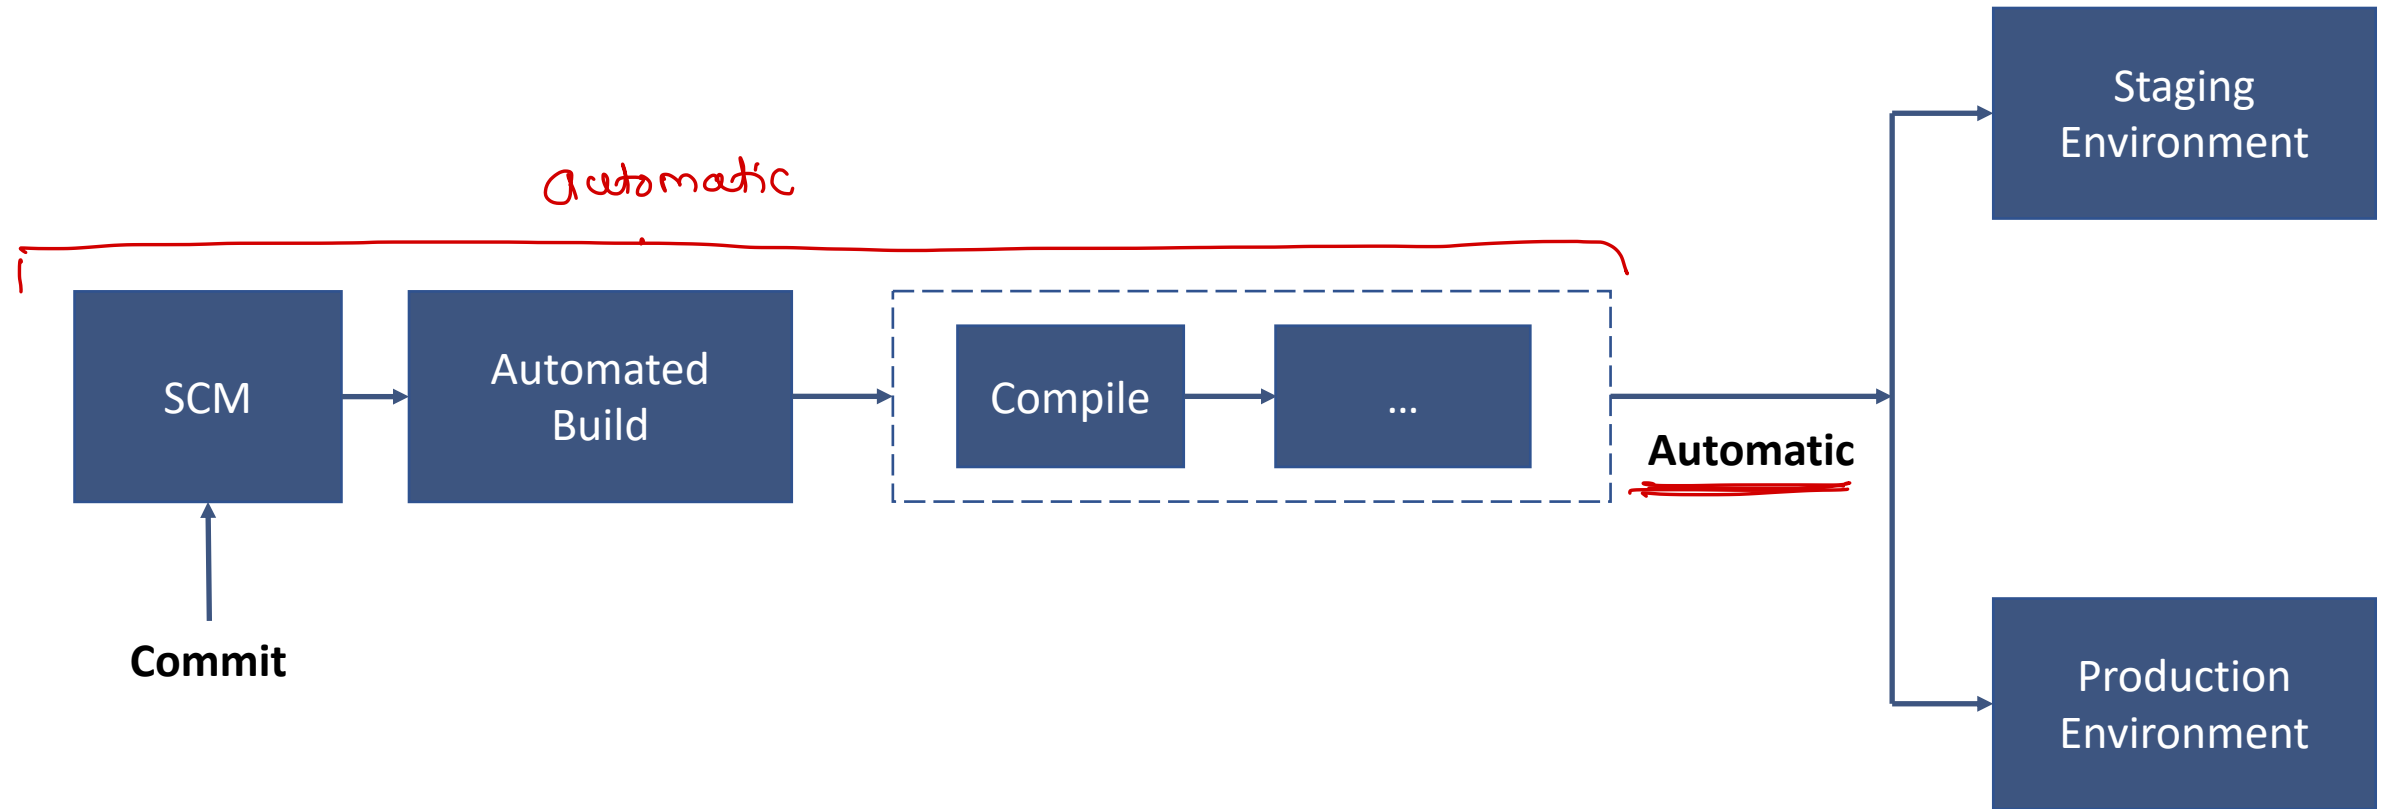 Staging
Environment
automatic
SCM
Automated
Build
Compile
...
Automatic
Commit
Production
Environment